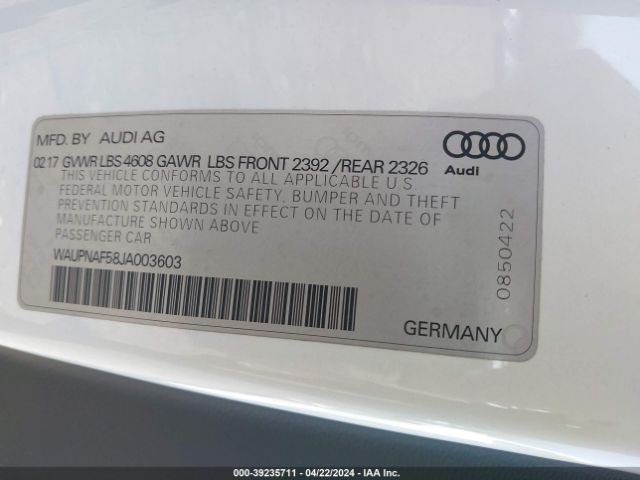 MFD. BY AUDI AG
0217 GVWR LBS 4608 GAWR LBS FRONT 2392 /REAR 2326
THIS VEHICLE CONFORMS TO ALL APPLICABLE U.S
FEDERAL MOTOR VEHICLE SAFETY, BUMPER AND THEFT
PREVENTION STANDARDS IN EFFECT ON THE DATE OF
MANUFACTURE SHOWN ABOVE
PASSENGER CAR
WAUPNAF58JA003603
Audi
0850422
GERMANY
000-39235711 - 04/22/2024 - IAA Inc.